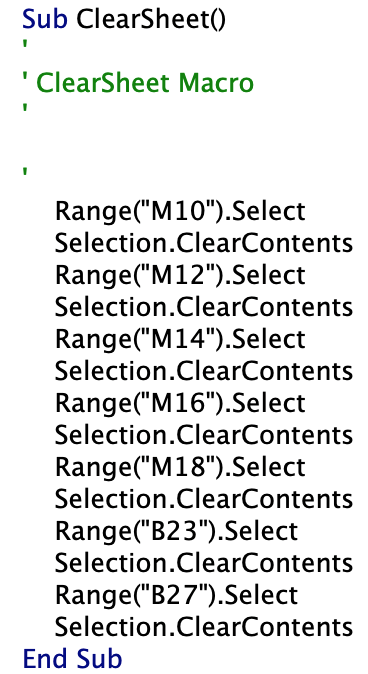 Sub ClearSheet()
'
' ClearSheet Macro
'

'
    Range("M10").Select
    Selection.ClearContents
    Range("M12").Select
    Selection.ClearContents
    Range("M14").Select
    Selection.ClearContents
    Range("M16").Select
    Selection.ClearContents
    Range("M18").Select
    Selection.ClearContents
    Range("B23").Select
    Selection.ClearContents
    Range("B27").Select
    Selection.ClearContents
End Sub